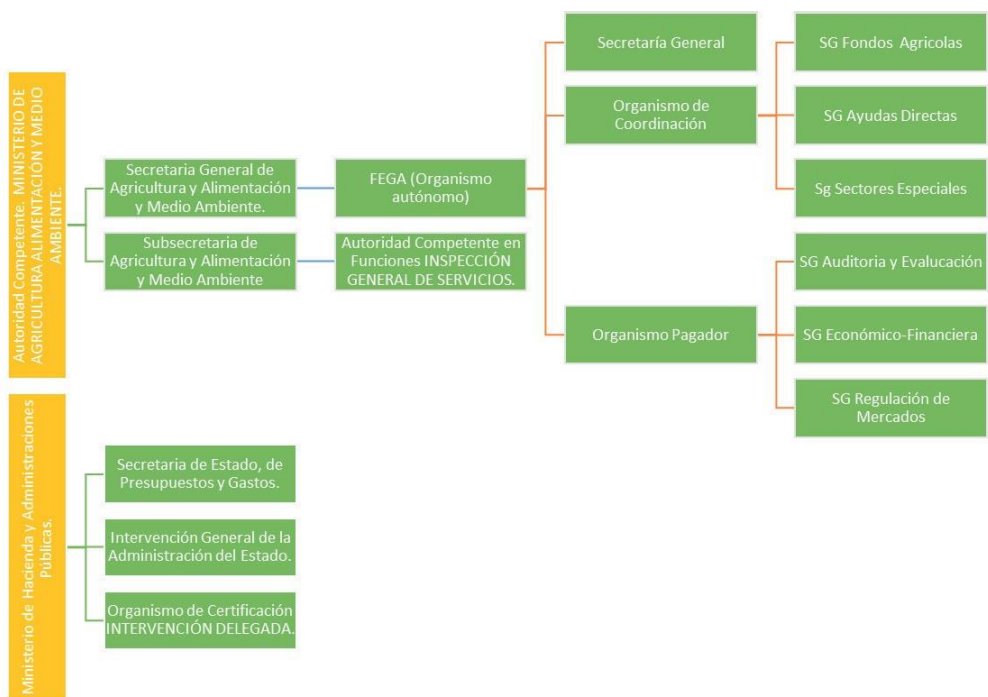 Autoridad Competente. MINISTERIO DE
AGRICULTURA ALIMENTACIÓN Y MEDIO
AMBIENTE.
Secretaria General de
Agricultura y Alimentación
y Medio Ambiente.
FEGA (Organismo
autónomo)
Secretaría General
Organismo de
Coordinación
SG Fondos Agricolas
SG Ayudas Directas
Sg Sectores Especiales
Organismo Pagador
SG Auditoria y Evalucación
SG Económico-Financiera
SG Regulación de
Mercados
Subsecretaria de
Agricultura y Alimentación
y Medio Ambiente
Autoridad Competente en
Funciones INSPECCIÓN
GENERAL DE SERVICIOS.
Ministerio de Hacienda y Administraciones
Públicas.
Secretaria de Estado, de
Presupuestos y Gastos.
Intervención General de la
Administración del Estado.
Organismo de Certificación
INTERVENCIÓN DELEGADA.